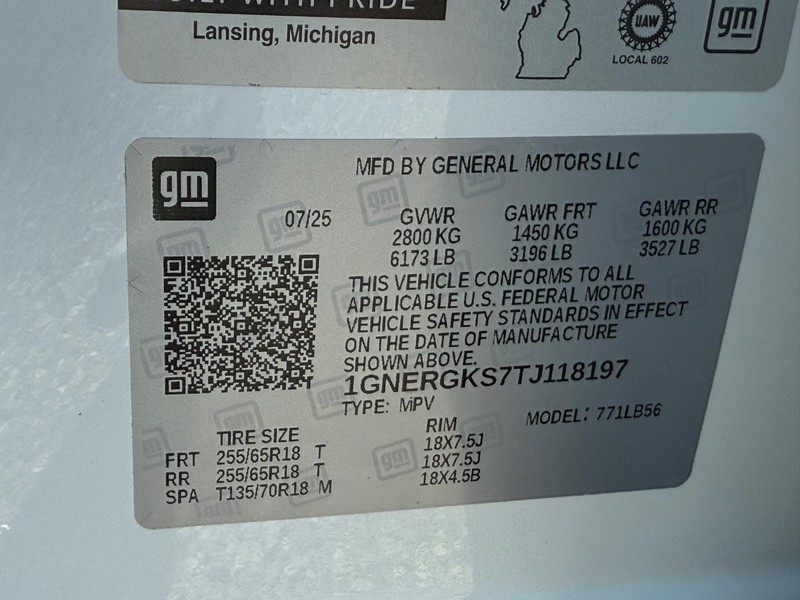 BUILT WITH PRIDE
Lansing, Michigan
UAW
LOCAL 602
gm
gm
MFD BY GENERAL MOTORS LLC
07/25
GVWR GAWR FRT GAWR RR
2800 KG 1450 KG 1600 KG
6173 LB 3196 LB 3527 LB
THIS VEHICLE CONFORMS TO ALL
APPLICABLE U.S. FEDERAL MOTOR
VEHICLE SAFETY STANDARDS IN EFFECT
ON THE DATE OF MANUFACTURE
SHOWN ABOVE.
1GNERGKS7TJ118197
TYPE: MPV MODEL: 771LB56
TIRE SIZE RIM
FRT 255/65R18 T 18X7.5J
RR 255/65R18 T 18X7.5J
SPA T135/70R18 M 18X4.5B